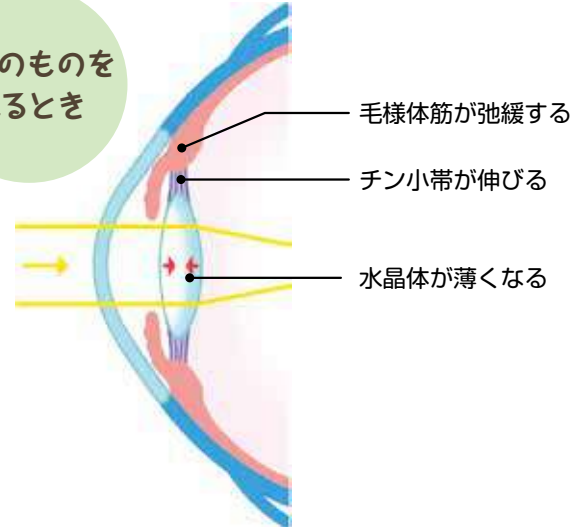 のものを
るとき
毛様体筋が弛緩する
チン小帯が伸びる
水晶体が薄くなる